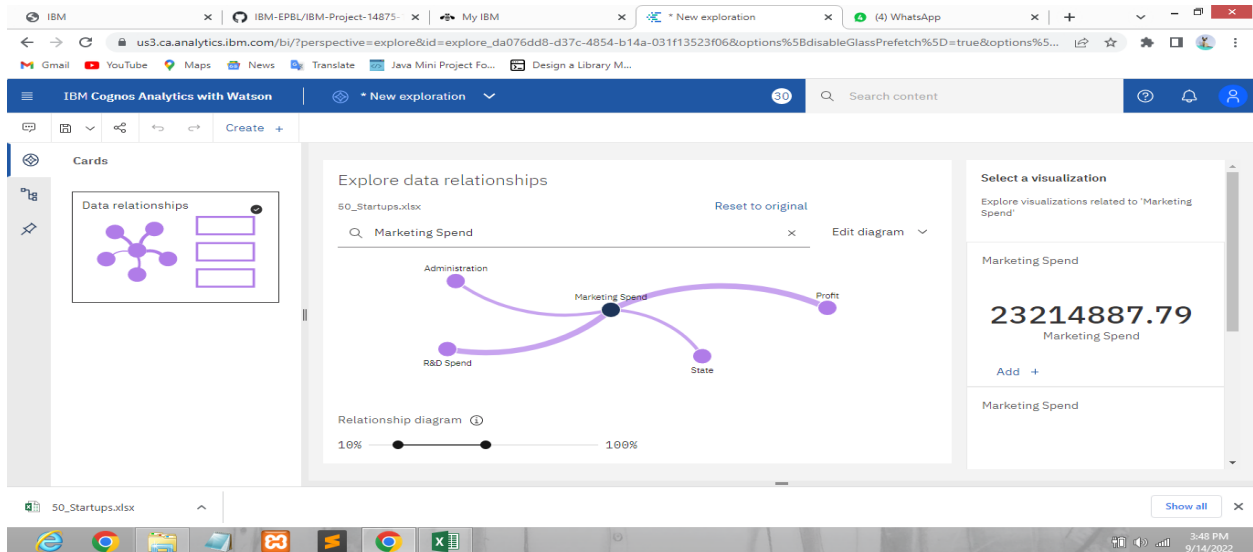 IBM
IBM-EPBL/IBM-Project-14875-
My IBM
* New exploration
(4) WhatsApp
us3.ca.analytics.ibm.com/bi/?perspective=explore&id=explore_da076dd8-d37c-4854-b14a-031f13523f06&options%5BdisableGlassPrefetch%5D=true&options%5...
Gmail YouTube Maps News Translate Java Mini Project Fo... Design a Library M...
IBM Cognos Analytics with Watson
* New exploration
30
Search content
Create +
Cards
Data relationships
Explore data relationships
50_Startups.xlsx
Reset to original
Marketing Spend
Edit diagram
Administration
Marketing Spend
Profit
R&D Spend
State
Relationship diagram
10%
100%
Select a visualization
Explore visualizations related to 'Marketing
Spend'
Marketing Spend
23214887.79
Marketing Spend
Add +
Marketing Spend
50_Startups.xlsx
Show all
3:48 PM
9/14/2022